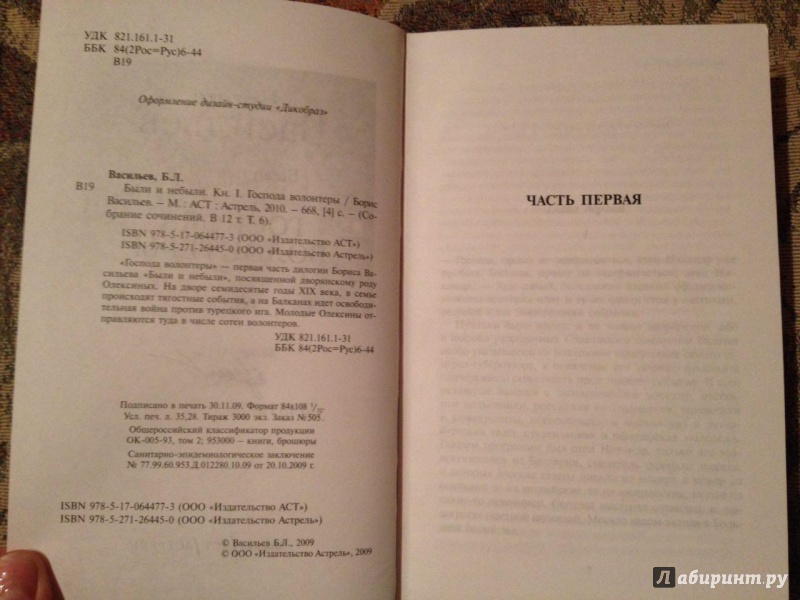 УДК 821.161.1-31
ББК 84(2Рос=Рус)6-44
В19
Оформление дизайн-студии «Дикобраз»
Васильев, Б.Л.
В19 Были и небыли. Кн. I. Господа волонтеры / Борис
Васильев. – М. : АСТ : Астрель, 2010. – 668, [4] с. – (Со-
брание сочинений. В 12 т. Т. 6).
ISBN 978-5-17-064477-3 (ООО «Издательство АСТ»)
ISBN 978-5-271-26445-0 (ООО «Издательство Астрель»)
«Господа волонтеры» — первая часть дилогии Бориса Ва-
сильева «Были и небыли», посвященной дворянскому роду
Олексиных. На дворе семидесятые годы XIX века, в семье
происходят тягостные события, а на Балканах идет освободи-
тельная война против турецкого ига. Молодые Олексины от-
правляются туда в числе сотен волонтеров.
УДК 821.161.1-31
ББК 84(2Рос=Рус)6-44
Подписано в печать 30.11.09. Формат 84х108 1/32
Усл. печ. л. 35,28. Тираж 3000 экз. Заказ № 505.
Общероссийский классификатор продукции
ОК-005-93, том 2; 953000 – книги, брошюры
Санитарно-эпидемиологическое заключение
№ 77.99.60.953.Д.012280.10.09 от 20.10.2009 г.
ISBN 978-5-17-064477-3 (ООО «Издательство АСТ»)
ISBN 978-5-271-26445-0 (ООО «Издательство Астрель»)
© Васильев Б.Л., 2009
© ООО «Издательство Астрель», 2009
ЧАСТЬ ПЕРВАЯ
Лабиринт.ру